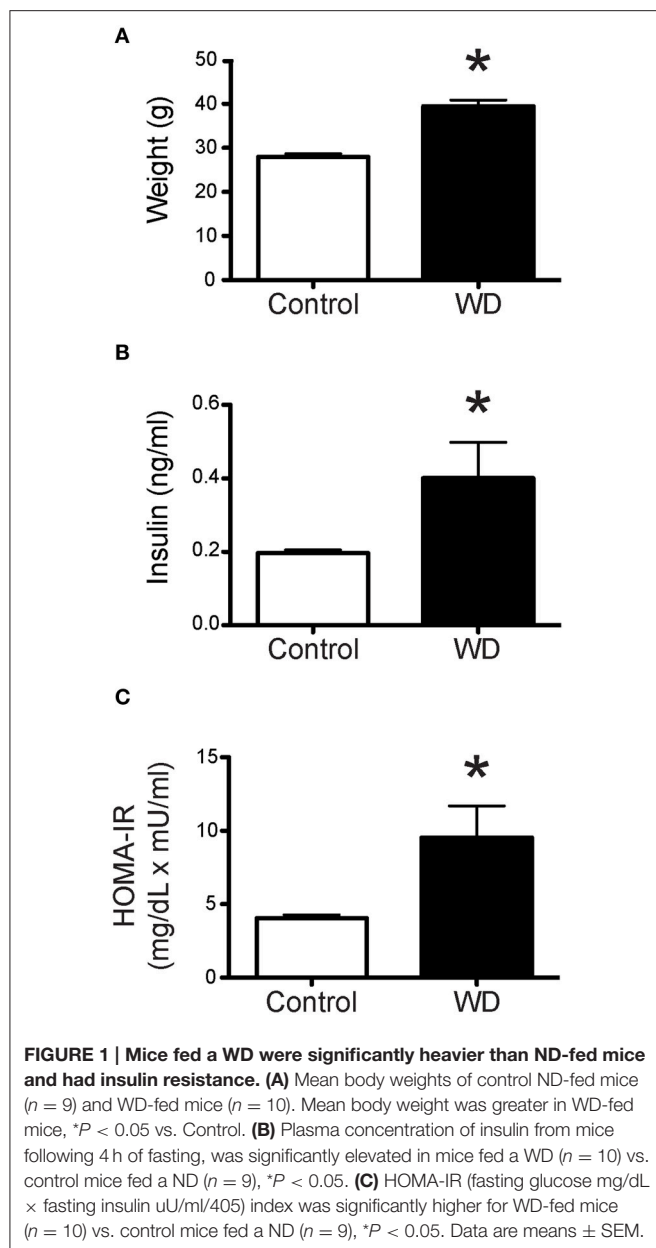 A
Weight (g)
50
40
30
20
10
0
*
Control WD
B
Insulin (ng/ml)
0.6
0.4
0.2
0.0
*
Control WD
C
HOMA-IR
(mg/dL x mU/ml)
15
10
5
0
*
Control WD
FIGURE 1 | Mice fed a WD were significantly heavier than ND-fed mice
and had insulin resistance. (A) Mean body weights of control ND-fed mice
(n = 9) and WD-fed mice (n = 10). Mean body weight was greater in WD-fed
mice, *P < 0.05 vs. Control. (B) Plasma concentration of insulin from mice
following 4 h of fasting, was significantly elevated in mice fed a WD (n = 10) vs.
control mice fed a ND (n = 9), *P < 0.05. (C) HOMA-IR (fasting glucose mg/dL
× fasting insulin uU/ml/405) index was significantly higher for WD-fed mice
(n = 10) vs. control mice fed a ND (n = 9), *P < 0.05. Data are means ± SEM.